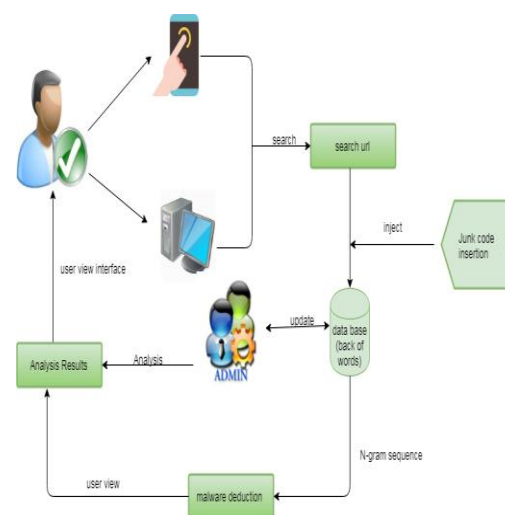 search
search url
inject
Junk code
insertion
user view interface
update
data base
(back of
words)
Analysis Results
Analysis
ADMIN
N-gram sequence
user view
malware deduction